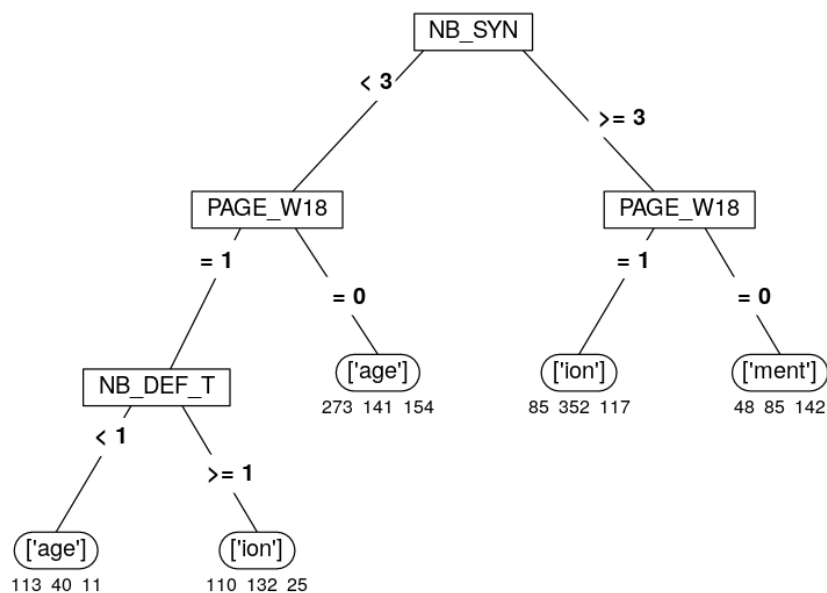 NB_SYN
< 3
>= 3
PAGE_W18
PAGE_W18
= 1
= 0
= 1
= 0
NB_DEF_T
['age']
['ion']
['ment']
273 141 154
85 352 117
48 85 142
< 1
>= 1
['age']
['ion']
113 40 11
110 132 25